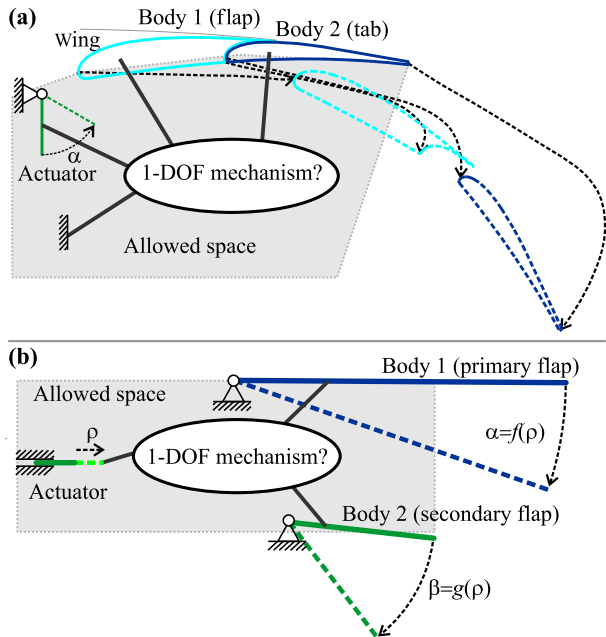 (a)
Body 1 (flap)
Body 2 (tab)
Wing
α
Actuator
1-DOF mechanism?
Allowed space
(b)
Body 1 (primary flap)
Allowed space
ρ
α=f(ρ)
1-DOF mechanism?
Actuator
Body 2 (secondary flap)
β=g(ρ)